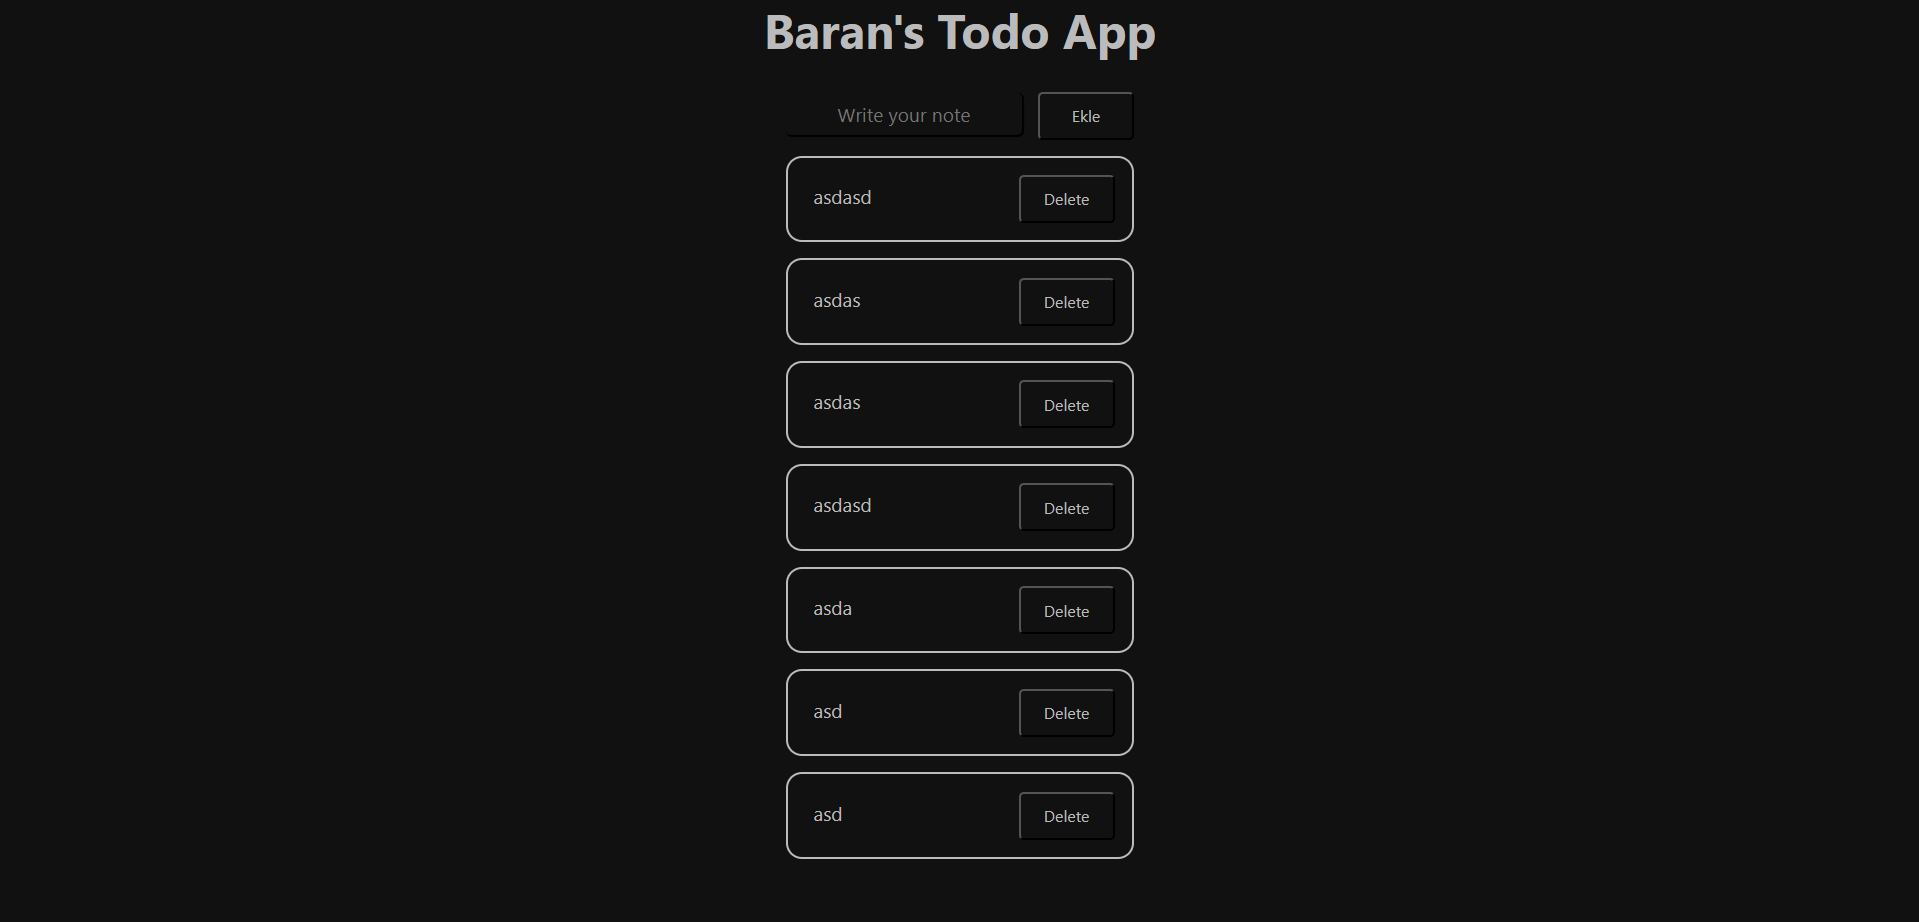 Baran's Todo App
Write your note Ekle
asdasd Delete
asdas Delete
asdas Delete
asdasd Delete
asda Delete
asd Delete
asd Delete